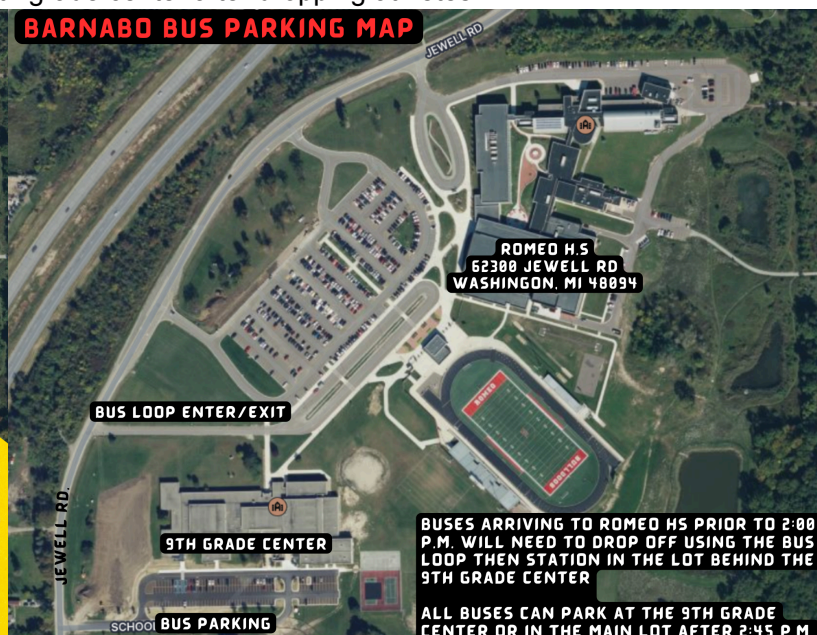 BARNABO BUS PARKING MAP
JEWELL RD
ROMEO H.S
62300 JEWELL RD
WASHINGON, MI 48094
BUS LOOP ENTER/EXIT
ROMEO
BULLDOGS
JEWELL RD.
9TH GRADE CENTER
BUS PARKING
SCHOO
BUSES ARRIVING TO ROMEO HS PRIOR TO 2:00
P.M. WILL NEED TO DROP OFF USING THE BUS
LOOP THEN STATION IN THE LOT BEHIND THE
9TH GRADE CENTER
ALL BUSES CAN PARK AT THE 9TH GRADE
CENTER OR IN THE MAIN LOT AFTER 2:45 P.M